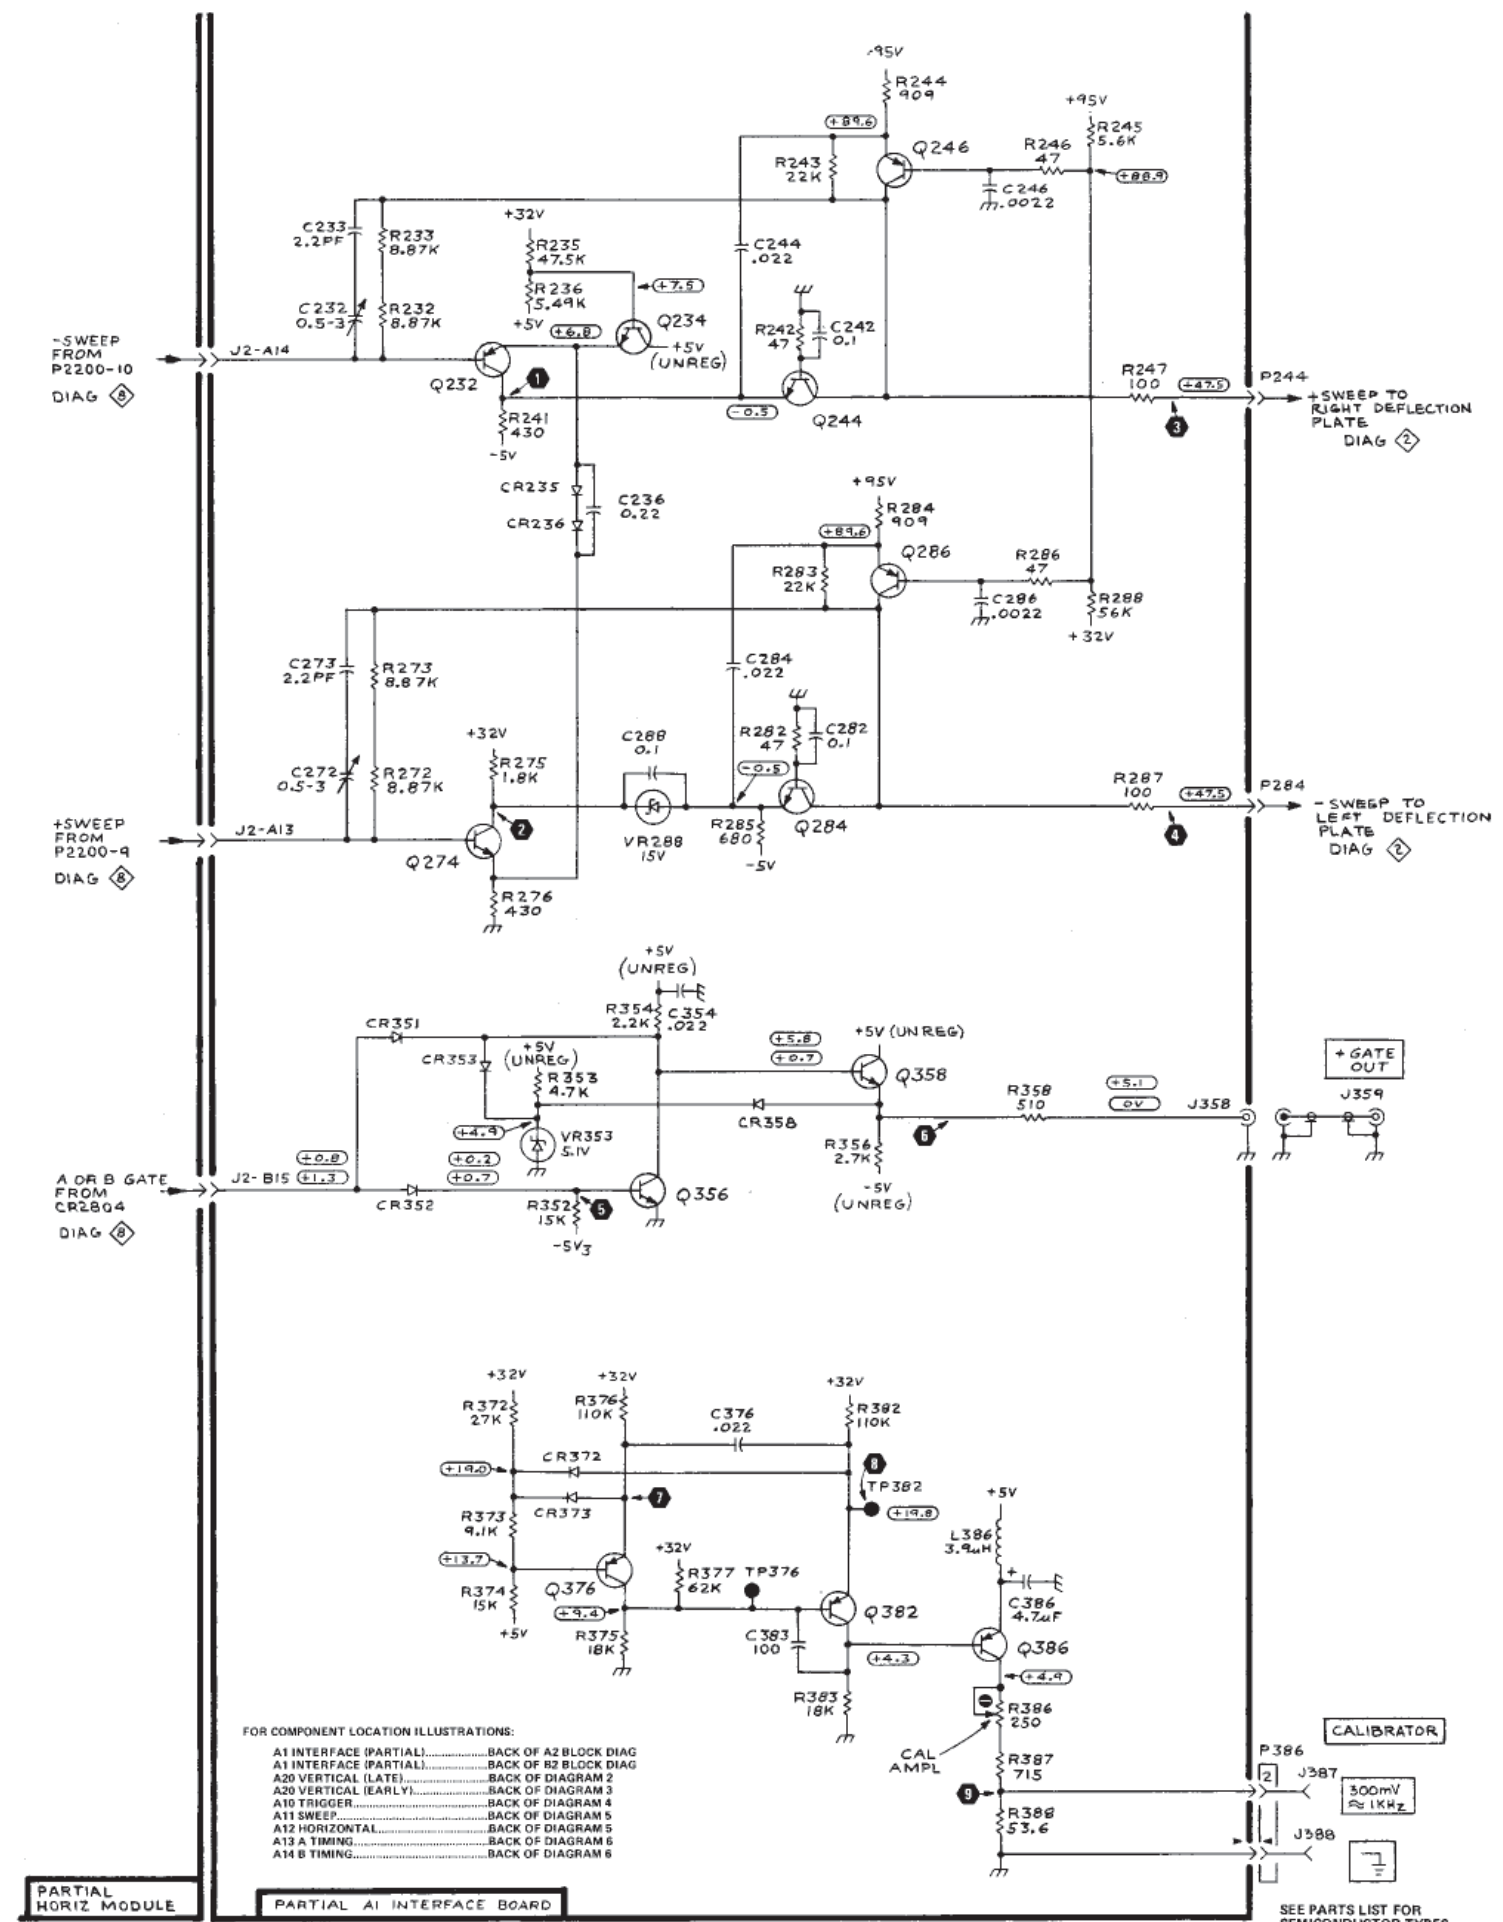 -95V
R244
909
+95V
+89.6
R245
5.6K
Q246
R246
47
R243
22K
+88.9
C246
.0022
+32V
C233
2.2PF
R233
8.87K
R235
47.5K
C244
.022
R236
5.49K
+7.5
C232
0.5-3
R232
8.87K
+5V
+6.8
Q234
R242
47
C242
0.1
+5V
(UNREG)
-SWEEP
FROM
P2200-10
DIAG 8
J2-A14
Q232
1
R247
100
+47.5
P244
+SWEEP TO
RIGHT DEFLECTION
PLATE
DIAG 2
-0.5
Q244
3
R241
430
-5V
CR235
C236
0.22
CR236
+95V
R284
909
+89.6
Q286
R286
47
R283
22K
C286
.0022
R288
56K
+32V
C273
2.2PF
R273
8.87K
C284
.022
+32V
C288
0.1
R282
47
C282
0.1
R275
1.8K
C272
0.5-3
R272
8.87K
-0.5
R287
100
+47.5
P284
-SWEEP TO
LEFT DEFLECTION
PLATE
DIAG 2
2
4
+SWEEP
FROM
P2200-9
DIAG 8
J2-A13
Q274
VR288
15V
R285
680
-5V
Q284
R276
430
+5V
(UNREG)
R354
2.2K
C354
.022
CR351
CR353
+5V
(UNREG)
R353
4.7K
+5.8
+0.7
+5V (UNREG)
Q358
+ GATE
OUT
R358
510
+5.1
0V
J358
J359
CR358
+4.9
VR353
5.1V
6
R356
2.7K
-5V
(UNREG)
A OR B GATE
FROM
CR2804
DIAG 8
J2-B15
+0.8
+1.3
+0.2
+0.7
CR352
R352
15K
5
-5V3
Q356
+32V
+32V
+32V
R372
27K
R376
110K
C376
.022
R382
110K
CR372
+19.0
8
TP382
+19.8
CR373
7
+5V
R373
9.1K
L386
3.9uH
+13.7
+32V
R377
62K
TP376
Q376
R374
15K
+5V
+
C386
4.7uF
+9.4
Q382
R375
18K
C383
100
+4.3
Q386
+4.9
R383
18K
R386
250
CAL
AMPL
R387
715
9
R388
53.6
CALIBRATOR
P386
2
J387
300mV
≈ 1KHz
J388
FOR COMPONENT LOCATION ILLUSTRATIONS:
A1 INTERFACE (PARTIAL)..................BACK OF A2 BLOCK DIAG
A1 INTERFACE (PARTIAL)..................BACK OF B2 BLOCK DIAG
A20 VERTICAL (LATE)......................BACK OF DIAGRAM 2
A20 VERTICAL (EARLY)....................BACK OF DIAGRAM 3
A10 TRIGGER................................BACK OF DIAGRAM 4
A11 SWEEP...................................BACK OF DIAGRAM 5
A12 HORIZONTAL............................BACK OF DIAGRAM 5
A13 A TIMING...............................BACK OF DIAGRAM 6
A14 B TIMING...............................BACK OF DIAGRAM 6
PARTIAL
HORIZ MODULE
PARTIAL A1 INTERFACE BOARD
SEE PARTS LIST FOR
SEMICONDUCTOR TYPES